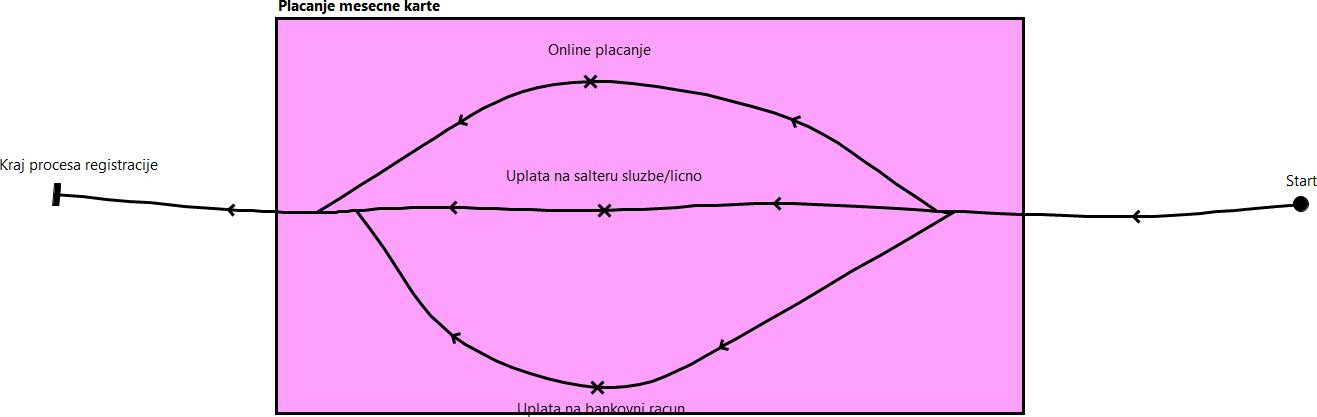 Placanje mesecne karte
Online placanje
Kraj procesa registracije
Uplata na salteru sluzbe/licno
Start
Uplata na bankovni racun